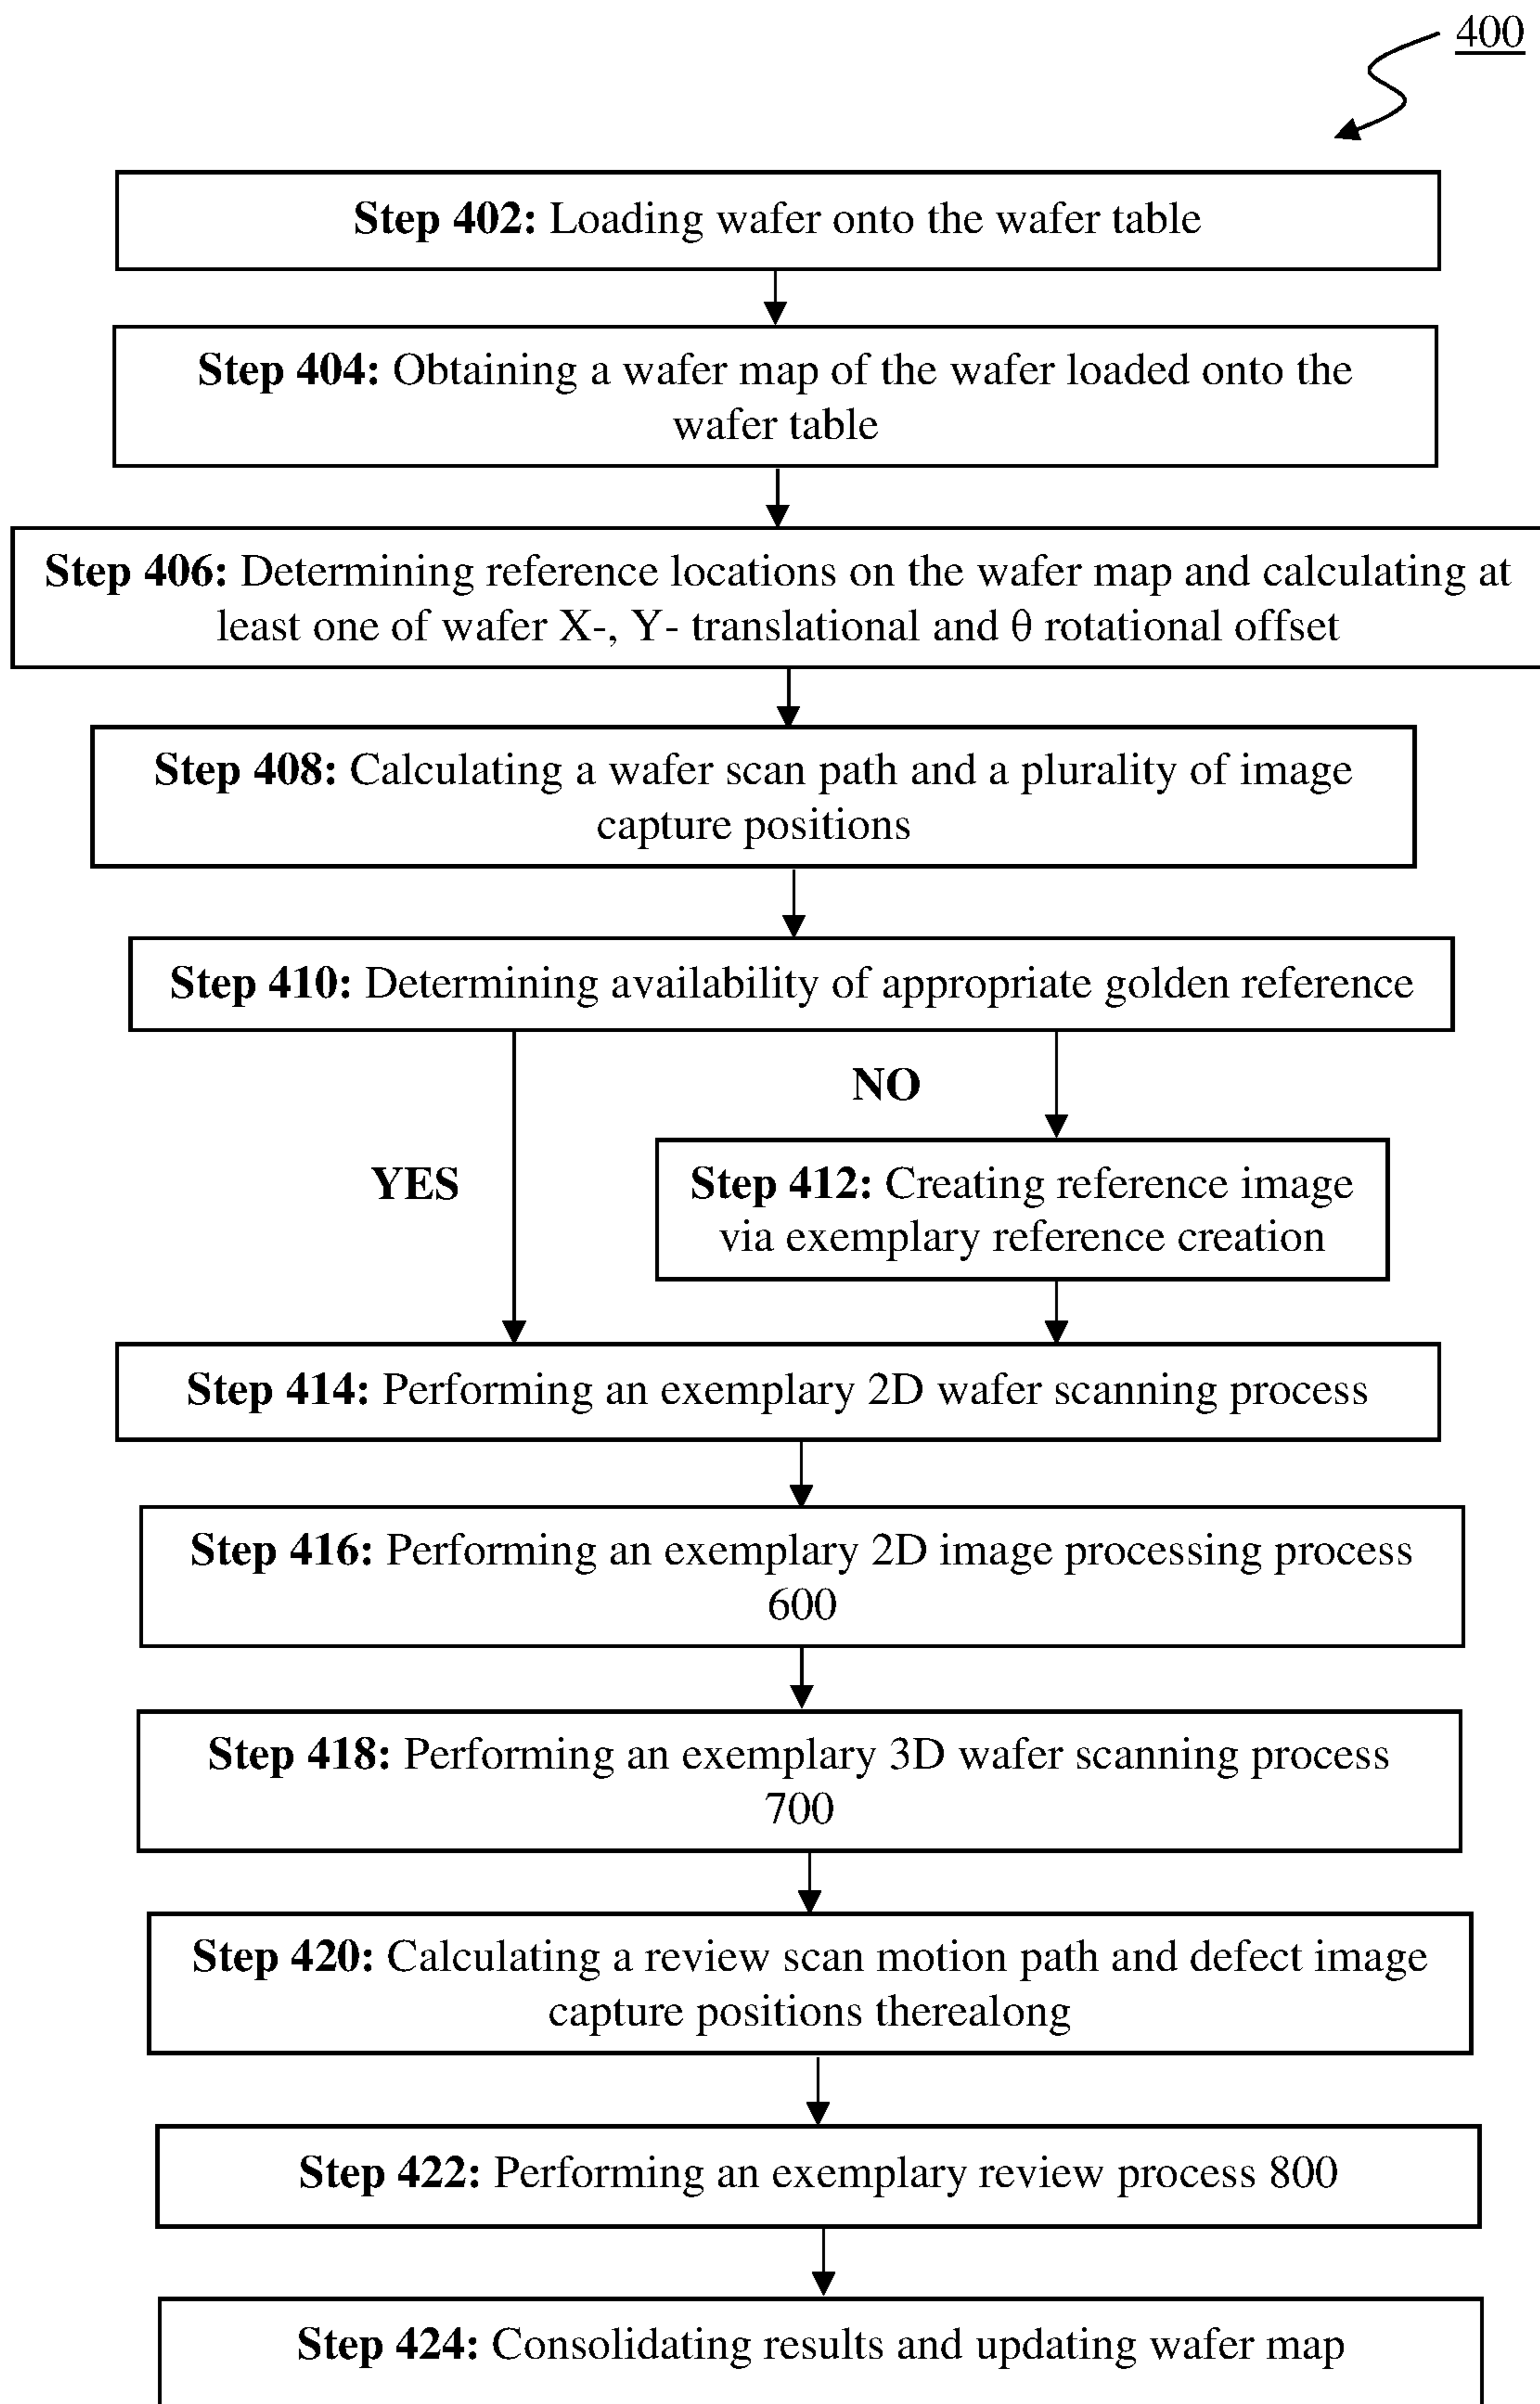 400
Step 402: Loading wafer onto the wafer table
Step 404: Obtaining a wafer map of the wafer loaded onto the
wafer table
Step 406: Determining reference locations on the wafer map and calculating at
least one of wafer X-, Y- translational and θ rotational offset
Step 408: Calculating a wafer scan path and a plurality of image
capture positions
Step 410: Determining availability of appropriate golden reference
NO
YES
Step 412: Creating reference image
via exemplary reference creation
Step 414: Performing an exemplary 2D wafer scanning process
Step 416: Performing an exemplary 2D image processing process
600
Step 418: Performing an exemplary 3D wafer scanning process
700
Step 420: Calculating a review scan motion path and defect image
capture positions therealong
Step 422: Performing an exemplary review process 800
Step 424: Consolidating results and updating wafer map